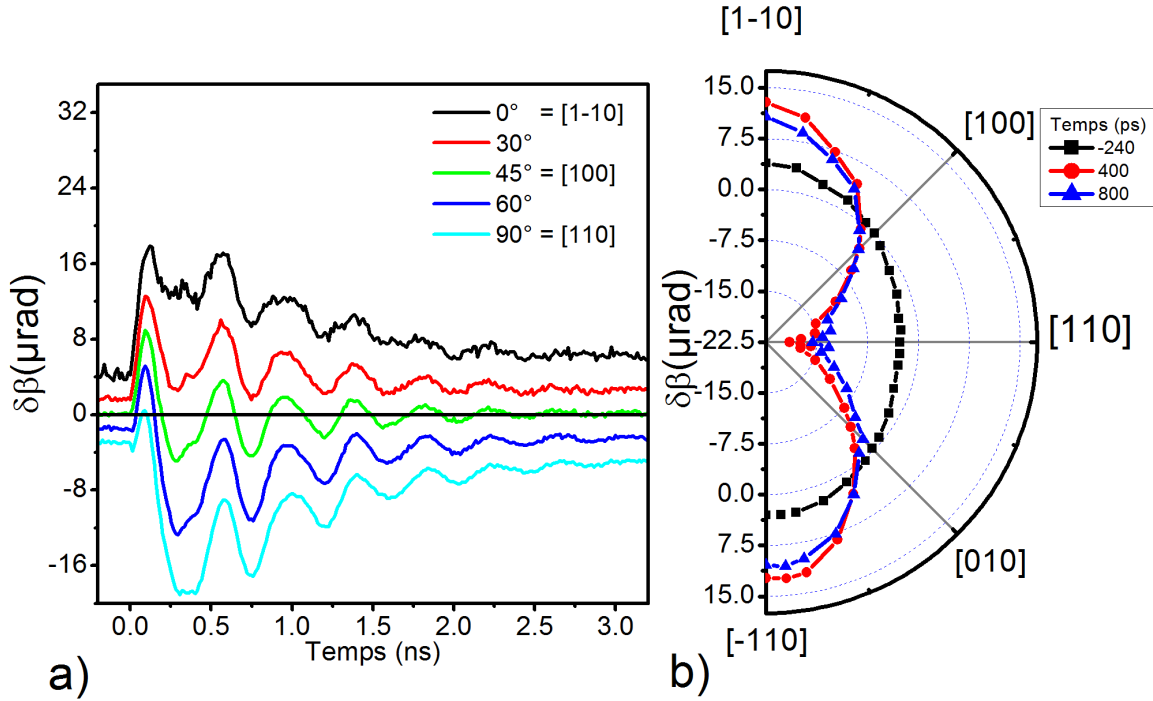 δβ(µrad)
32
24
16
8
0
-8
-16
0.0 0.5 1.0 1.5 2.0 2.5 3.0
Temps (ns)
0° = [1-10]
30°
45° = [100]
60°
90° = [110]
a)
[1-10]
δβ(µrad)
15.0
7.5
0.0
-7.5
-15.0
-22.5
-15.0
-7.5
0.0
7.5
15.0
[100]
[110]
[010]
[-110]
Temps (ps)
-240
400
800
b)